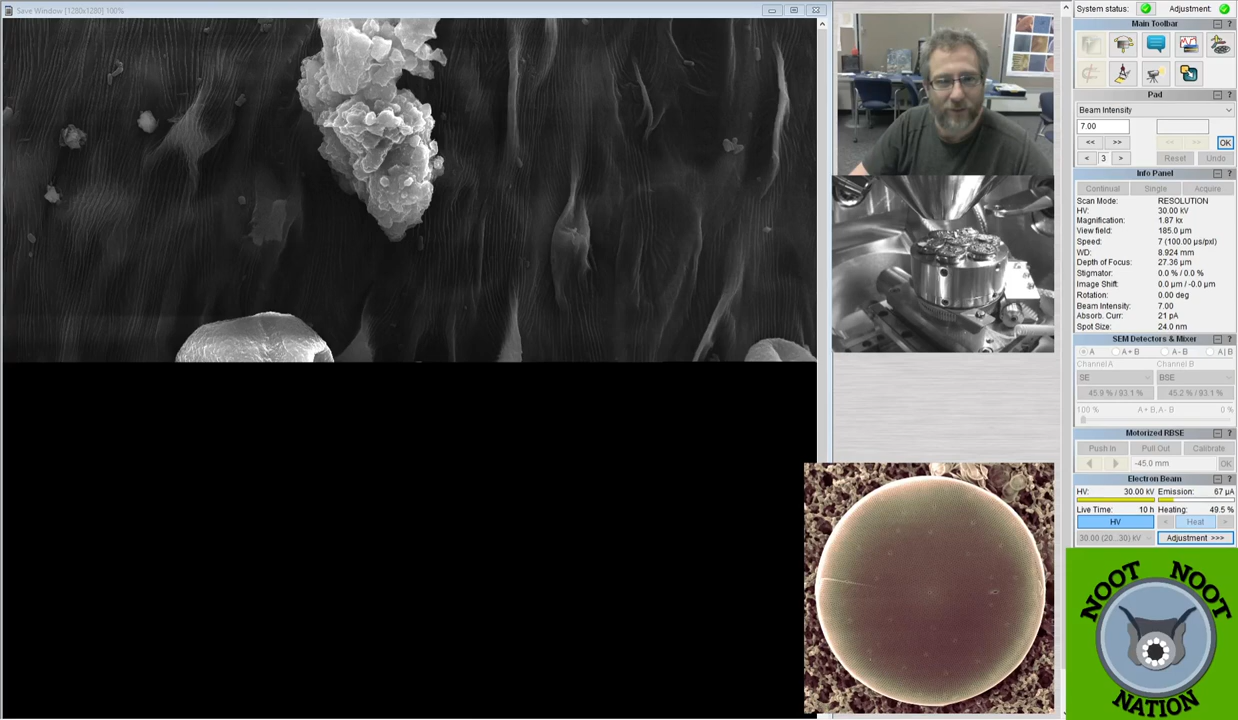 Save Window [1280x1280] 100%
System status: Adjustment:
Main Toolbar ?
Pad ?
Beam Intensity
7.00
<< >> << >> OK
< 3 > Reset Undo
Info Panel ?
Continual Single Acquire
Scan Mode: RESOLUTION
HV: 30.00 kV
Magnification: 1.87 kx
View field: 185.0 µm
Speed: 7 (100.00 µs/pxl)
WD: 8.924 mm
Depth of Focus: 27.36 µm
Stigmator: 0.0 % / 0.0 %
Image Shift: 0.0 µm / -0.0 µm
Rotation: 0.00 deg
Beam Intensity: 7.00
Absorb. Curr: 21 pA
Spot Size: 24.0 nm
SEM Detectors & Mixer ?
A A + B A - B A | B
Channel A Channel B
SE BSE
45.9 % / 93.1 % 45.2 % / 93.1 %
100 % A + B,A - B 0 %
Motorized RBSE ?
Push In Pull Out Calibrate
-45.0 mm OK
Electron Beam ?
HV: 30.00 kV Emission: 67 µA
Live Time: 10 h Heating: 49.5 %
HV < Heat >
30.00 (20...30) kV Adjustment >>>
NOOT NOOT
NATION